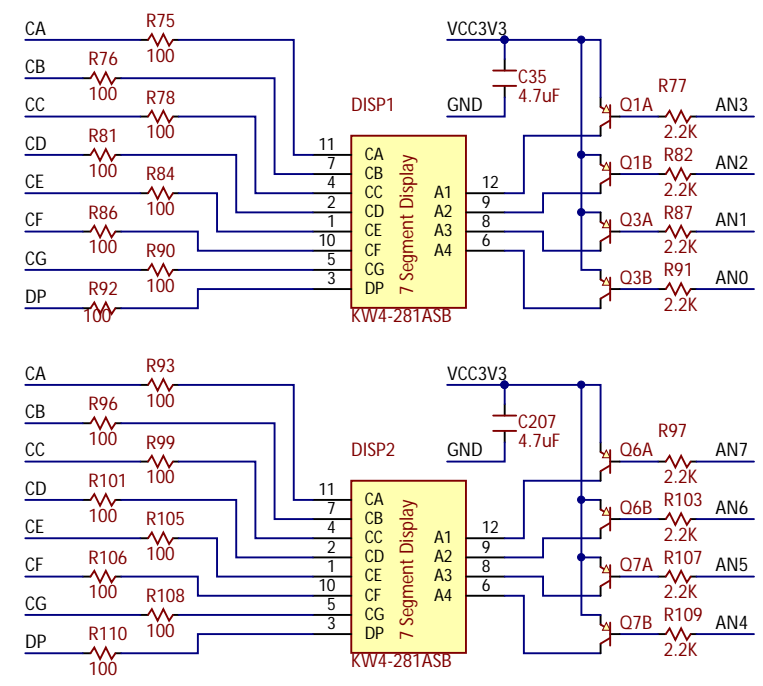 CA
R75
100
CB
R76
100
CC
R78
100
CD
R81
100
CE
R84
100
CF
R86
100
CG
R90
100
DP
R92
100
DISP1
11
CA
7
CB
4
CC
2
CD
1
CE
10
CF
5
CG
3
DP
7 Segment Display
A1
12
A2
9
A3
8
A4
6
KW4-281ASB
VCC3V3
C35
4.7uF
GND
Q1A
R77
2.2K
AN3
Q1B
R82
2.2K
AN2
Q3A
R87
2.2K
AN1
Q3B
R91
2.2K
AN0
CA
R93
100
CB
R96
100
CC
R99
100
CD
R101
100
CE
R105
100
CF
R106
100
CG
R108
100
DP
R110
100
DISP2
11
CA
7
CB
4
CC
2
CD
1
CE
10
CF
5
CG
3
DP
7 Segment Display
A1
12
A2
9
A3
8
A4
6
KW4-281ASB
VCC3V3
C207
4.7uF
GND
Q6A
R97
2.2K
AN7
Q6B
R103
2.2K
AN6
Q7A
R107
2.2K
AN5
Q7B
R109
2.2K
AN4